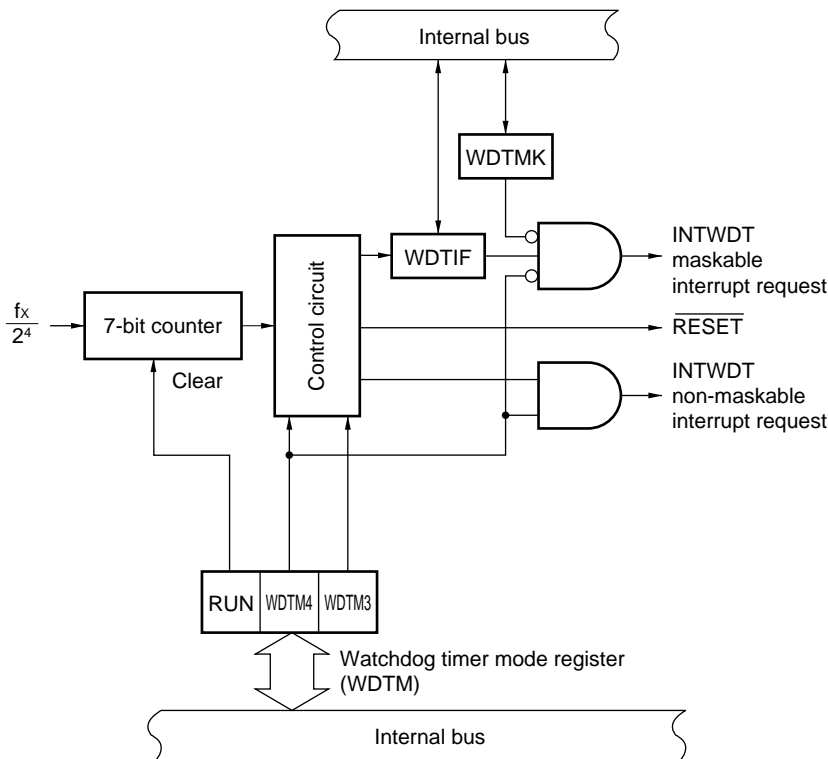 Internal bus
WDTMK
INTWDT
maskable
interrupt request
WDTIF
Control circuit
fX
2⁴
7-bit counter
RESET
Clear
INTWDT
non-maskable
interrupt request
RUN
WDTM4
WDTM3
Watchdog timer mode register
(WDTM)
Internal bus